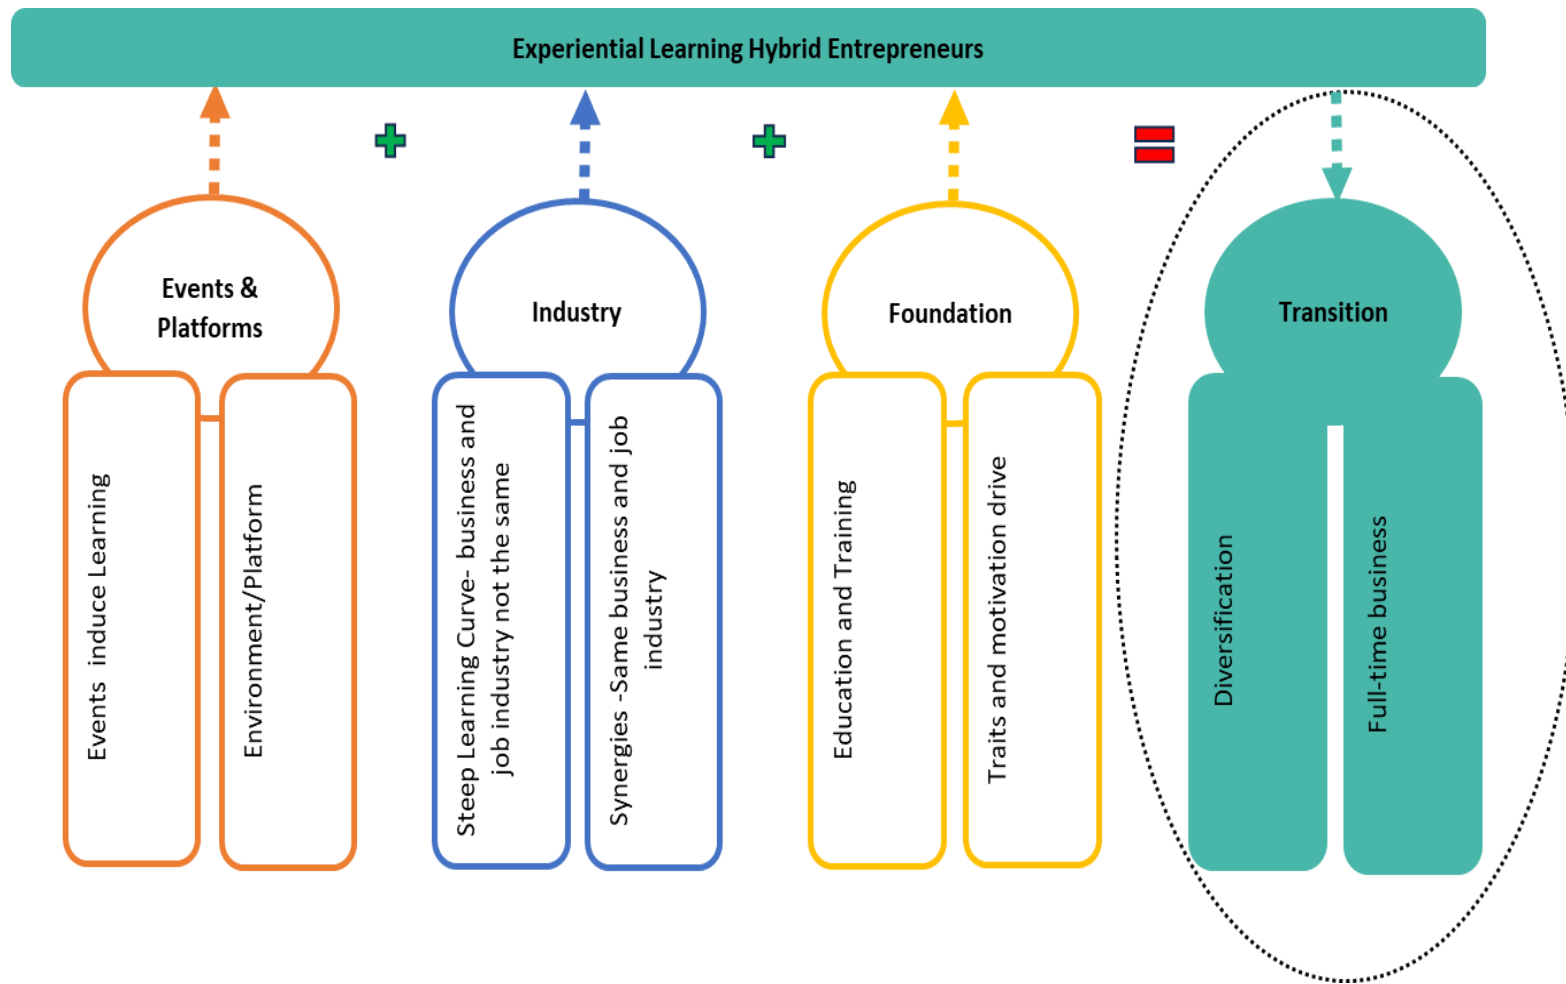 Experiential Learning Hybrid Entrepreneurs
Events &
Platforms
Industry
Foundation
Transition
Events induce Learning
Environment/Platform
Steep Learning Curve- business and
job industry not the same
Synergies -Same business and job
industry
Education and Training
Traits and motivation drive
Diversification
Full-time business